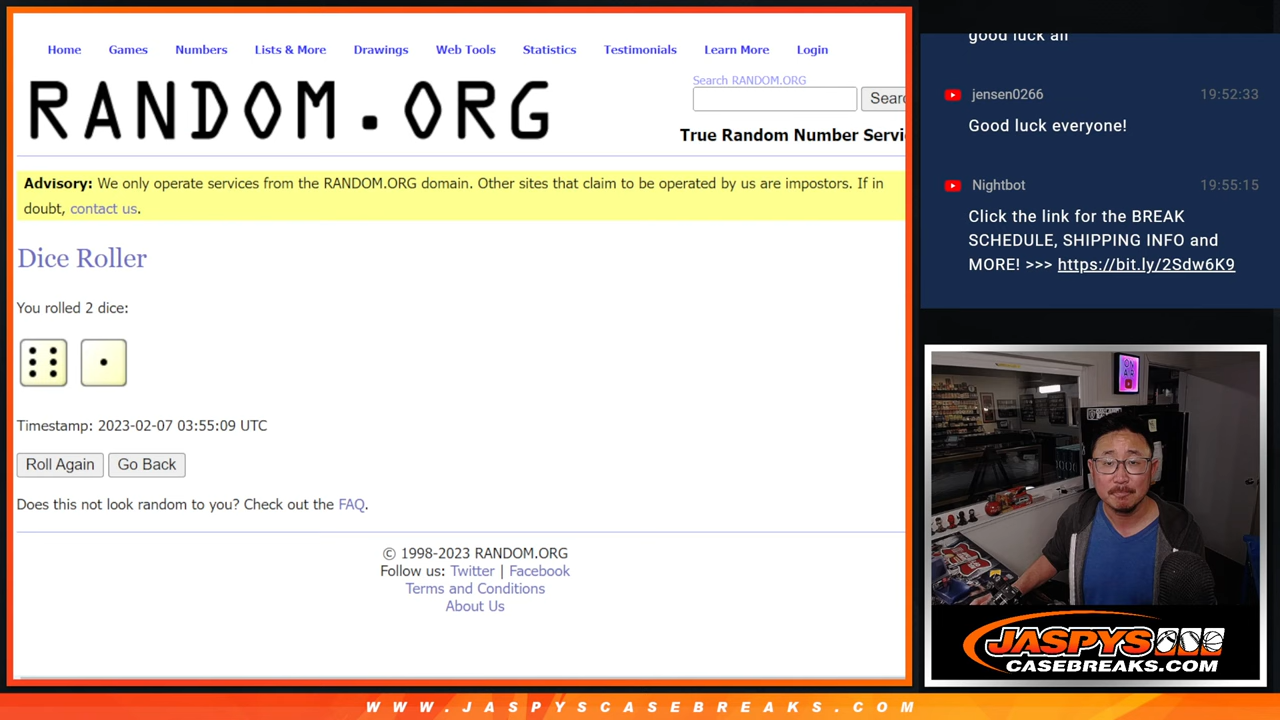 Home Games Numbers Lists & More Drawings Web Tools Statistics Testimonials Learn More Login
RANDOM.ORG
Search RANDOM.ORG
True Random Number Servi
Advisory: We only operate services from the RANDOM.ORG domain. Other sites that claim to be operated by us are impostors. If in
doubt, contact us.
Dice Roller
You rolled 2 dice:
Timestamp: 2023-02-07 03:55:09 UTC
Roll Again Go Back
Does this not look random to you? Check out the FAQ.
© 1998-2023 RANDOM.ORG
Follow us: Twitter | Facebook
Terms and Conditions
About Us
good luck all
jensen0266 19:52:33
Good luck everyone!
Nightbot 19:55:15
Click the link for the BREAK
SCHEDULE, SHIPPING INFO and
MORE! >>> https://bit.ly/2Sdw6K9
JASPYS
CASEBREAKS.COM
WWW.JASPYSCASEBREAKS.COM